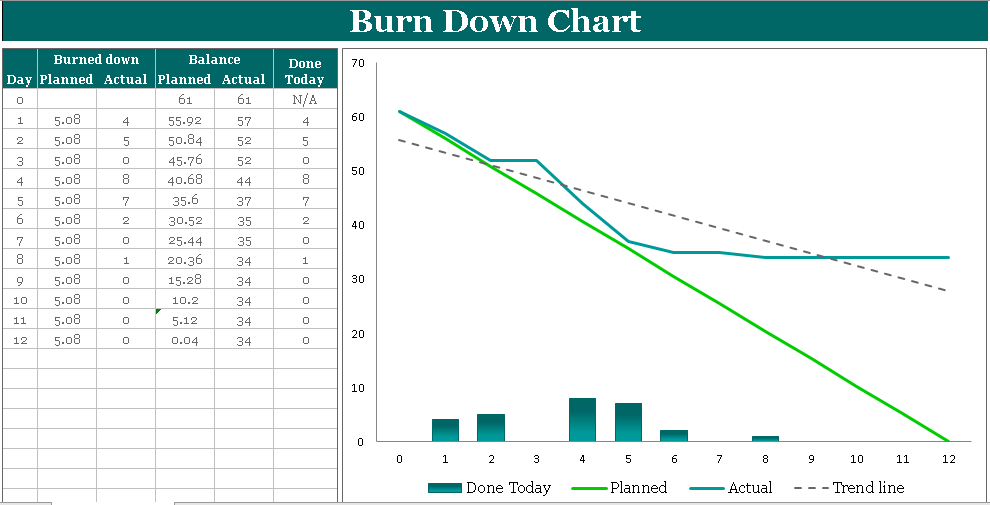 Burn Down Chart
Burned down Balance Done
Day Planned Actual Planned Actual Today
0 61 61 N/A
1 5.08 4 55.92 57 4
2 5.08 5 50.84 52 5
3 5.08 0 45.76 52 0
4 5.08 8 40.68 44 8
5 5.08 7 35.6 37 7
6 5.08 2 30.52 35 2
7 5.08 0 25.44 35 0
8 5.08 1 20.36 34 1
9 5.08 0 15.28 34 0
10 5.08 0 10.2 34 0
11 5.08 0 5.12 34 0
12 5.08 0 0.04 34 0
70
60
50
40
30
20
10
0
0 1 2 3 4 5 6 7 8 9 10 11 12
Done Today Planned Actual Trend line